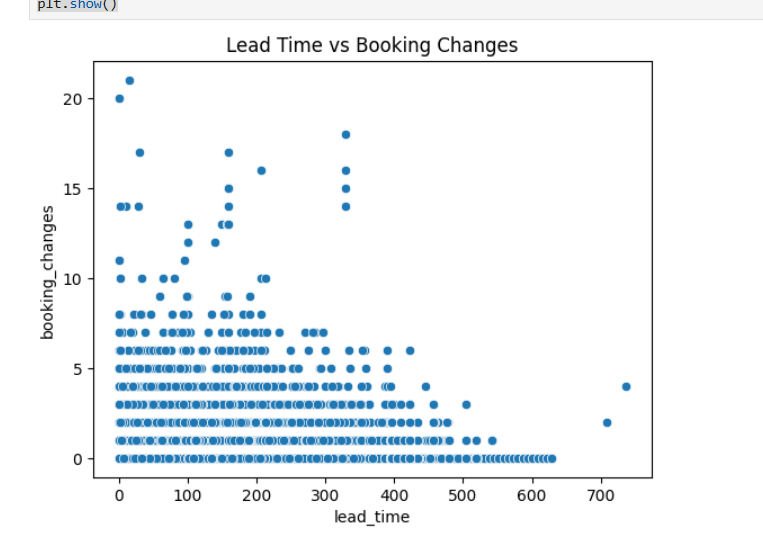 plt.show()
Lead Time vs Booking Changes
20
15
10
5
0
booking_changes
0 100 200 300 400 500 600 700
lead_time